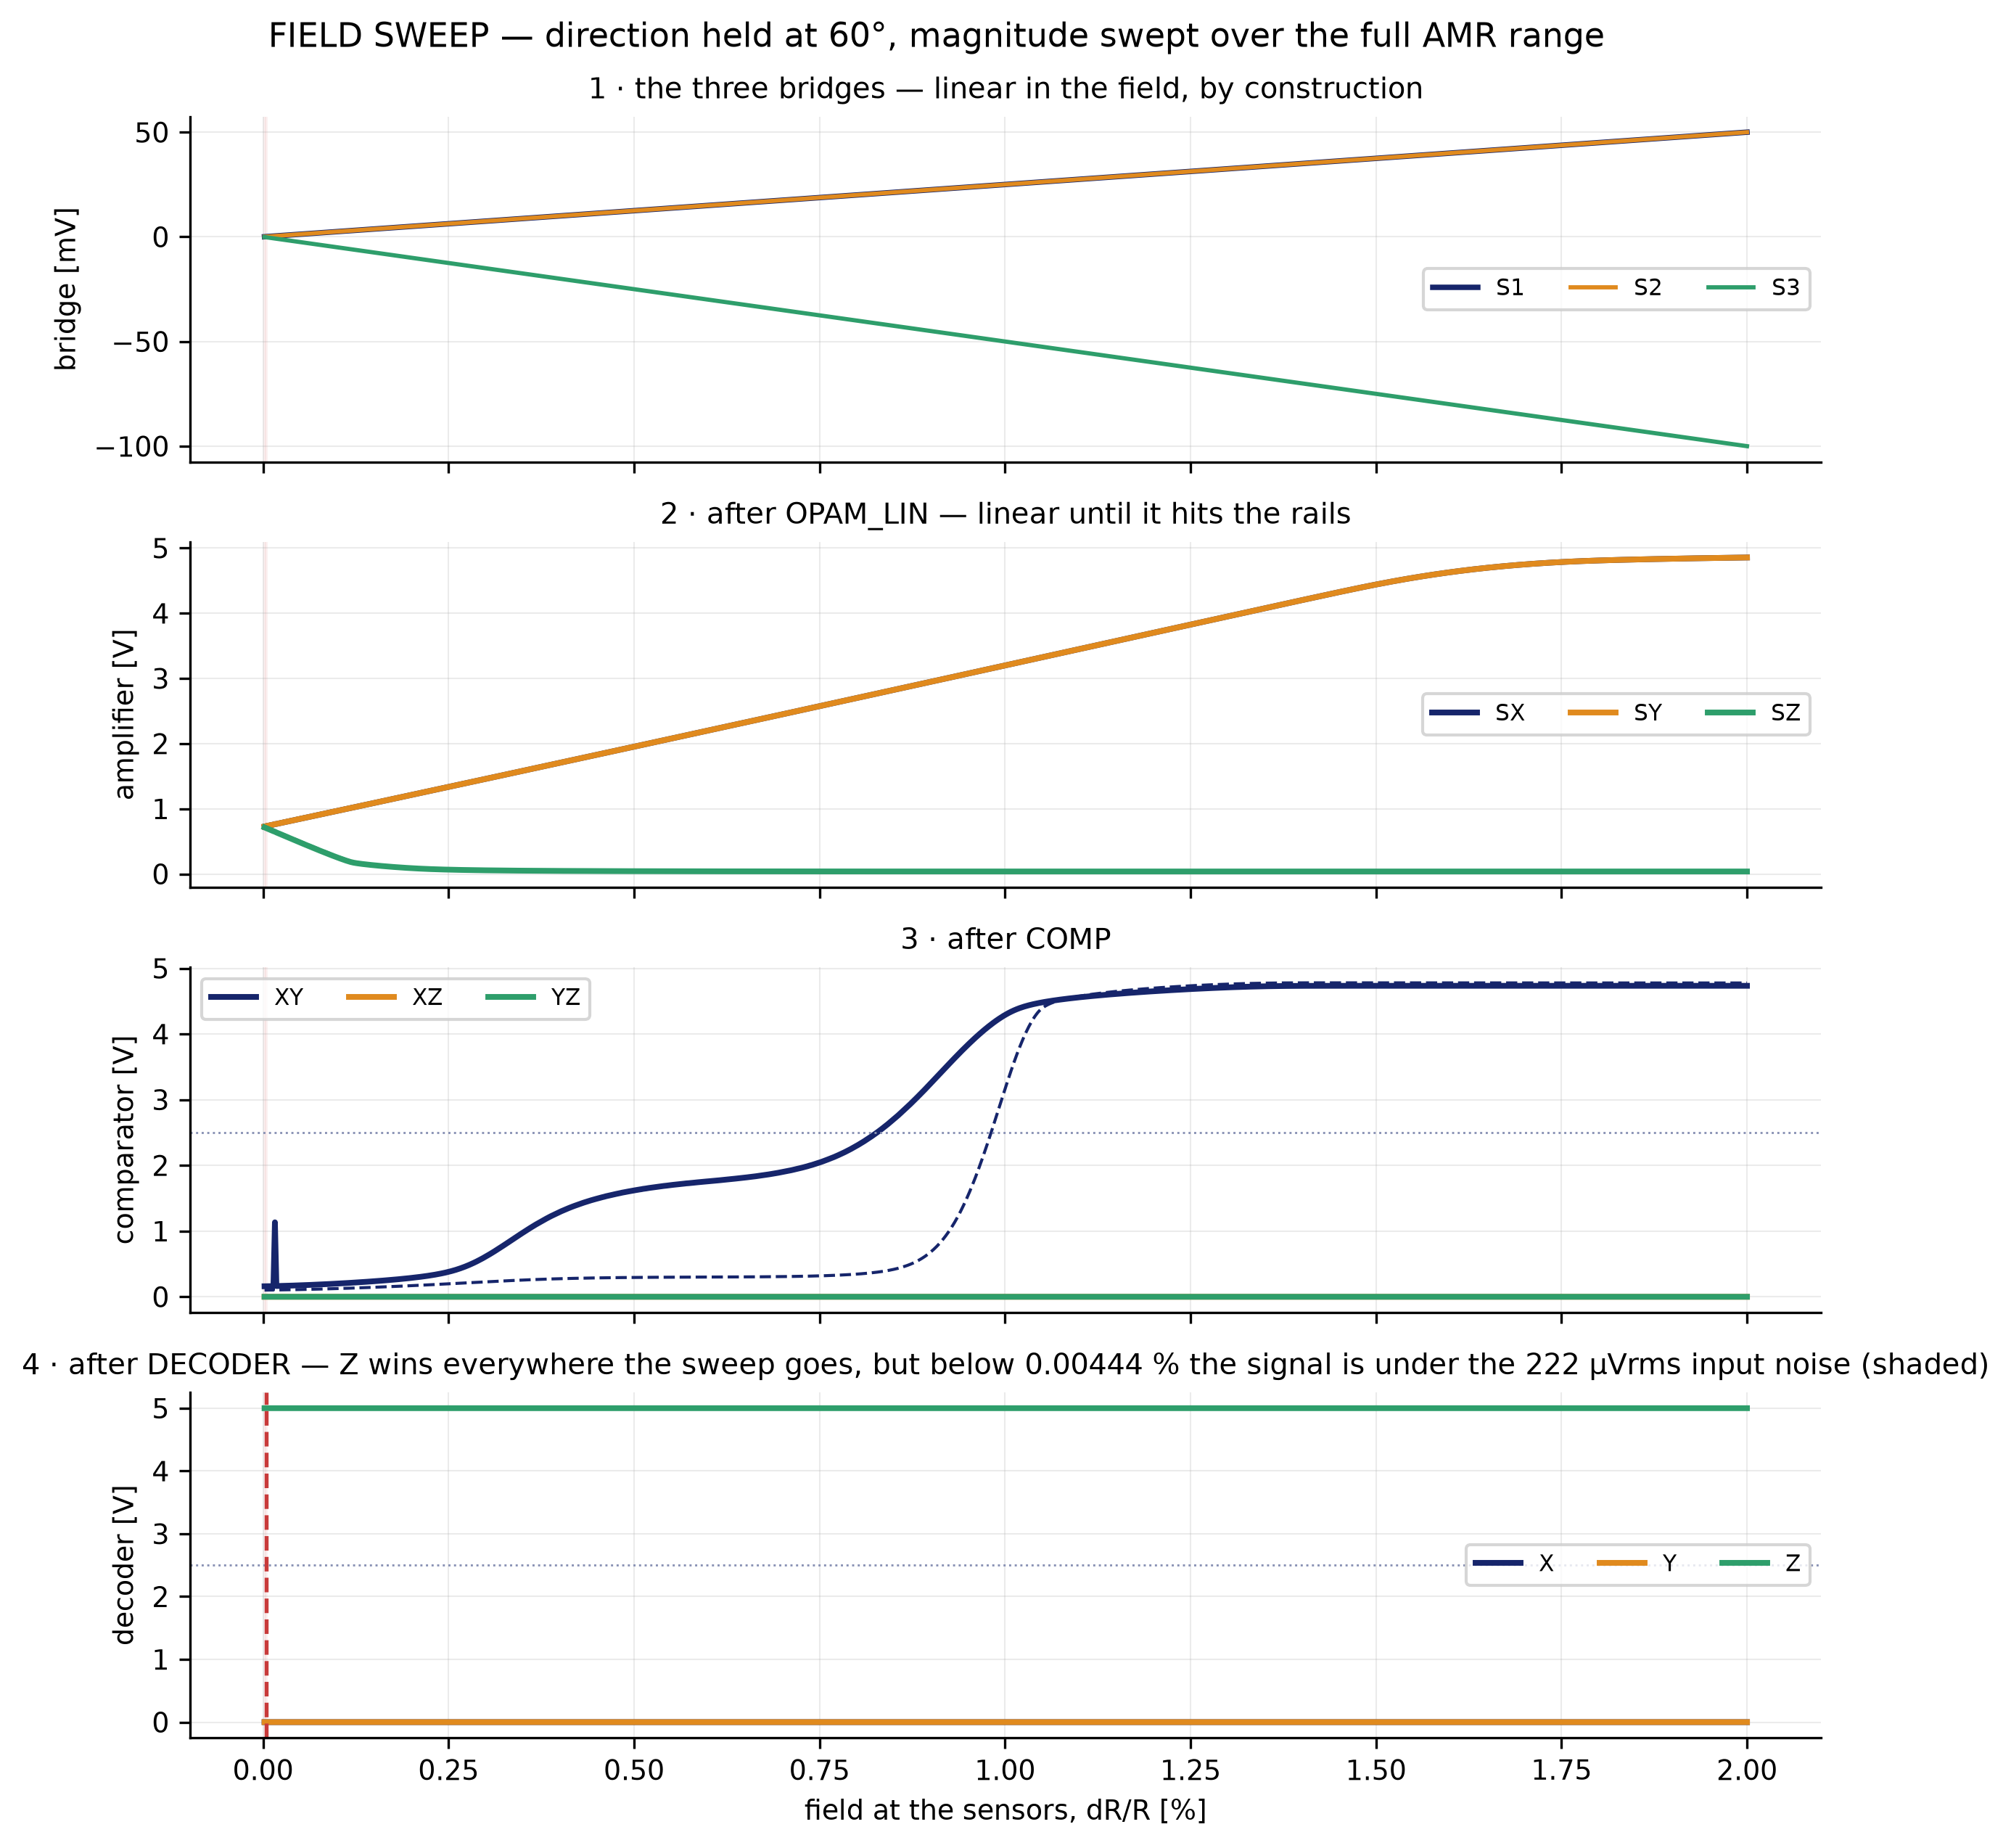 FIELD SWEEP — direction held at 60°, magnitude swept over the full AMR range
1 · the three bridges — linear in the field, by construction
50
0
−50
−100
bridge [mV]
S1 S2 S3
2 · after OPAM_LIN — linear until it hits the rails
5
4
3
2
1
0
amplifier [V]
SX SY SZ
3 · after COMP
5
4
3
2
1
0
comparator [V]
XY XZ YZ
4 · after DECODER — Z wins everywhere the sweep goes, but below 0.00444 % the signal is under the 222 µVrms input noise (shaded)
5
4
3
2
1
0
decoder [V]
X Y Z
0.00 0.25 0.50 0.75 1.00 1.25 1.50 1.75 2.00
field at the sensors, dR/R [%]